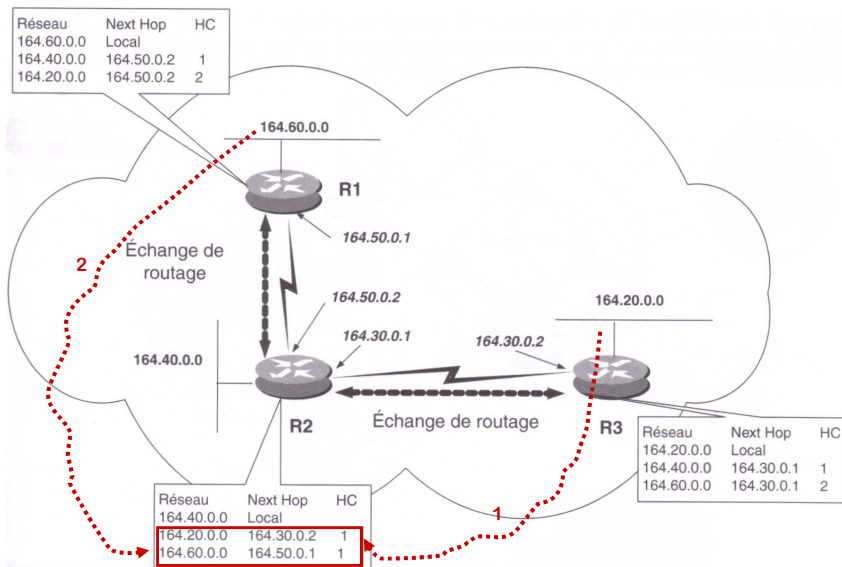 Réseau Next Hop HC
164.60.0.0 Local
164.40.0.0 164.50.0.2 1
164.20.0.0 164.50.0.2 2
164.60.0.0
R1
164.50.0.1
Échange de
routage
2
164.50.0.2
164.30.0.1
164.40.0.0
R2
164.20.0.0
164.30.0.2
Échange de routage
R3
Réseau Next Hop HC
164.20.0.0 Local
164.40.0.0 164.30.0.1 1
164.60.0.0 164.30.0.1 2
1
Réseau Next Hop HC
164.40.0.0 Local
164.20.0.0 164.30.0.2 1
164.60.0.0 164.50.0.1 1